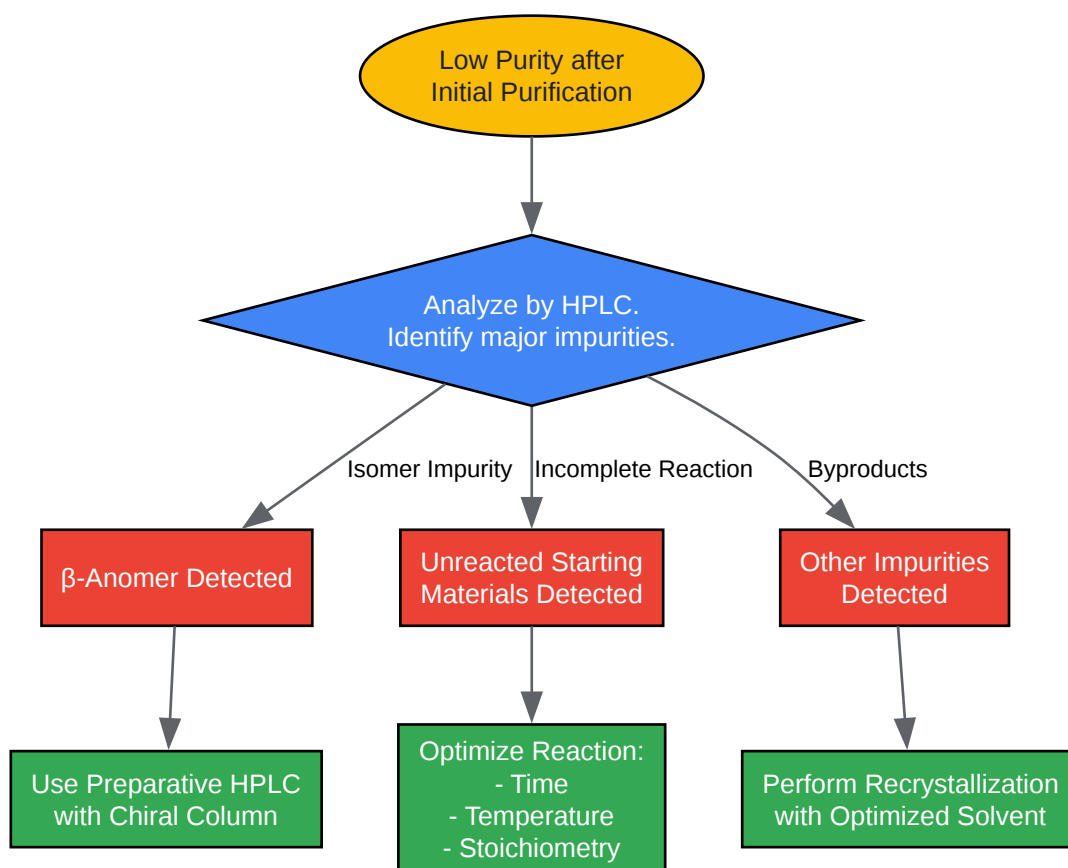 Low Purity after
Initial Purification
Analyze by HPLC.
Identify major impurities.
Isomer Impurity
Incomplete Reaction
Byproducts
β-Anomer Detected
Unreacted Starting
Materials Detected
Other Impurities
Detected
Use Preparative HPLC
with Chiral Column
Optimize Reaction:
- Time
- Temperature
- Stoichiometry
Perform Recrystallization
with Optimized Solvent